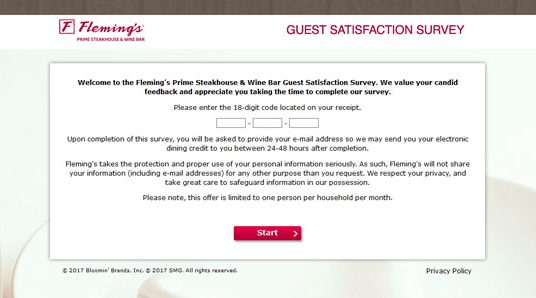 F Fleming's
PRIME STEAKHOUSE & WINE BAR
GUEST SATISFACTION SURVEY
Welcome to the Fleming's Prime Steakhouse & Wine Bar Guest Satisfaction Survey. We value your candid
feedback and appreciate you taking the time to complete our survey.
Please enter the 18-digit code located on your receipt.
- -
Upon completion of this survey, you will be asked to provide your e-mail address so we may send you your electronic
dining credit to you between 24-48 hours after completion.
Fleming's takes the protection and proper use of your personal information seriously. As such, Fleming's will not share
your information (including e-mail addresses) for any other purpose than you request. We respect your privacy, and
take great care to safeguard information in our possession.
Please note, this offer is limited to one person per household per month.
Start
© 2017 Bloomin' Brands. Inc. © 2017 SMG. All rights reserved.
Privacy Policy